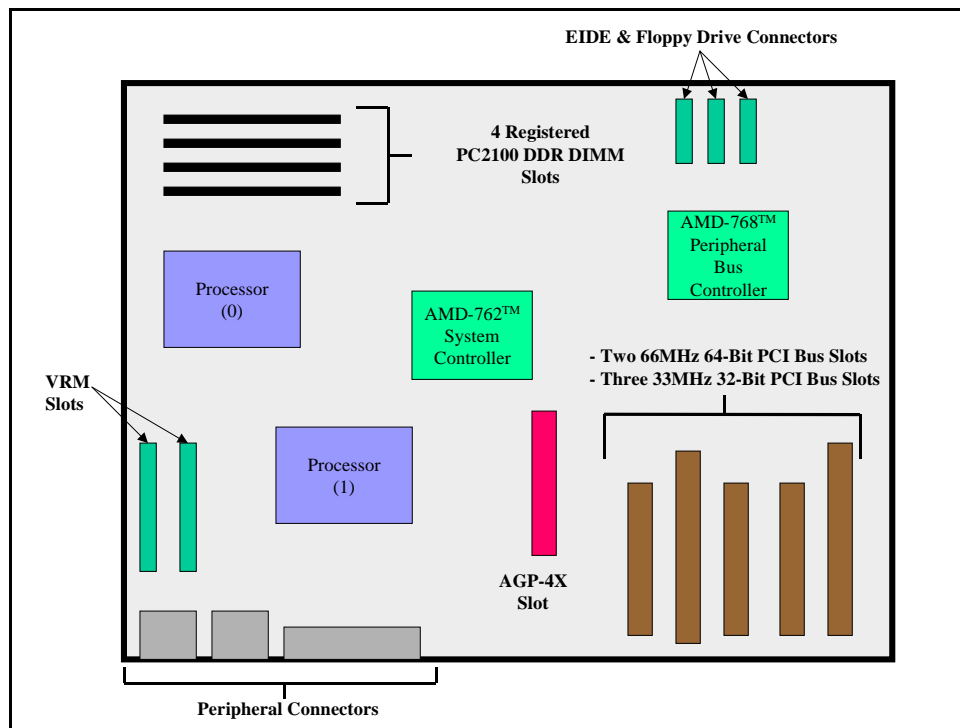 EIDE & Floppy Drive Connectors
4 Registered
PC2100 DDR DIMM
Slots
AMD-768™
Peripheral
Bus
Controller
Processor
(0)
AMD-762™
System
Controller
- Two 66MHz 64-Bit PCI Bus Slots
- Three 33MHz 32-Bit PCI Bus Slots
VRM
Slots
Processor
(1)
AGP-4X
Slot
Peripheral Connectors